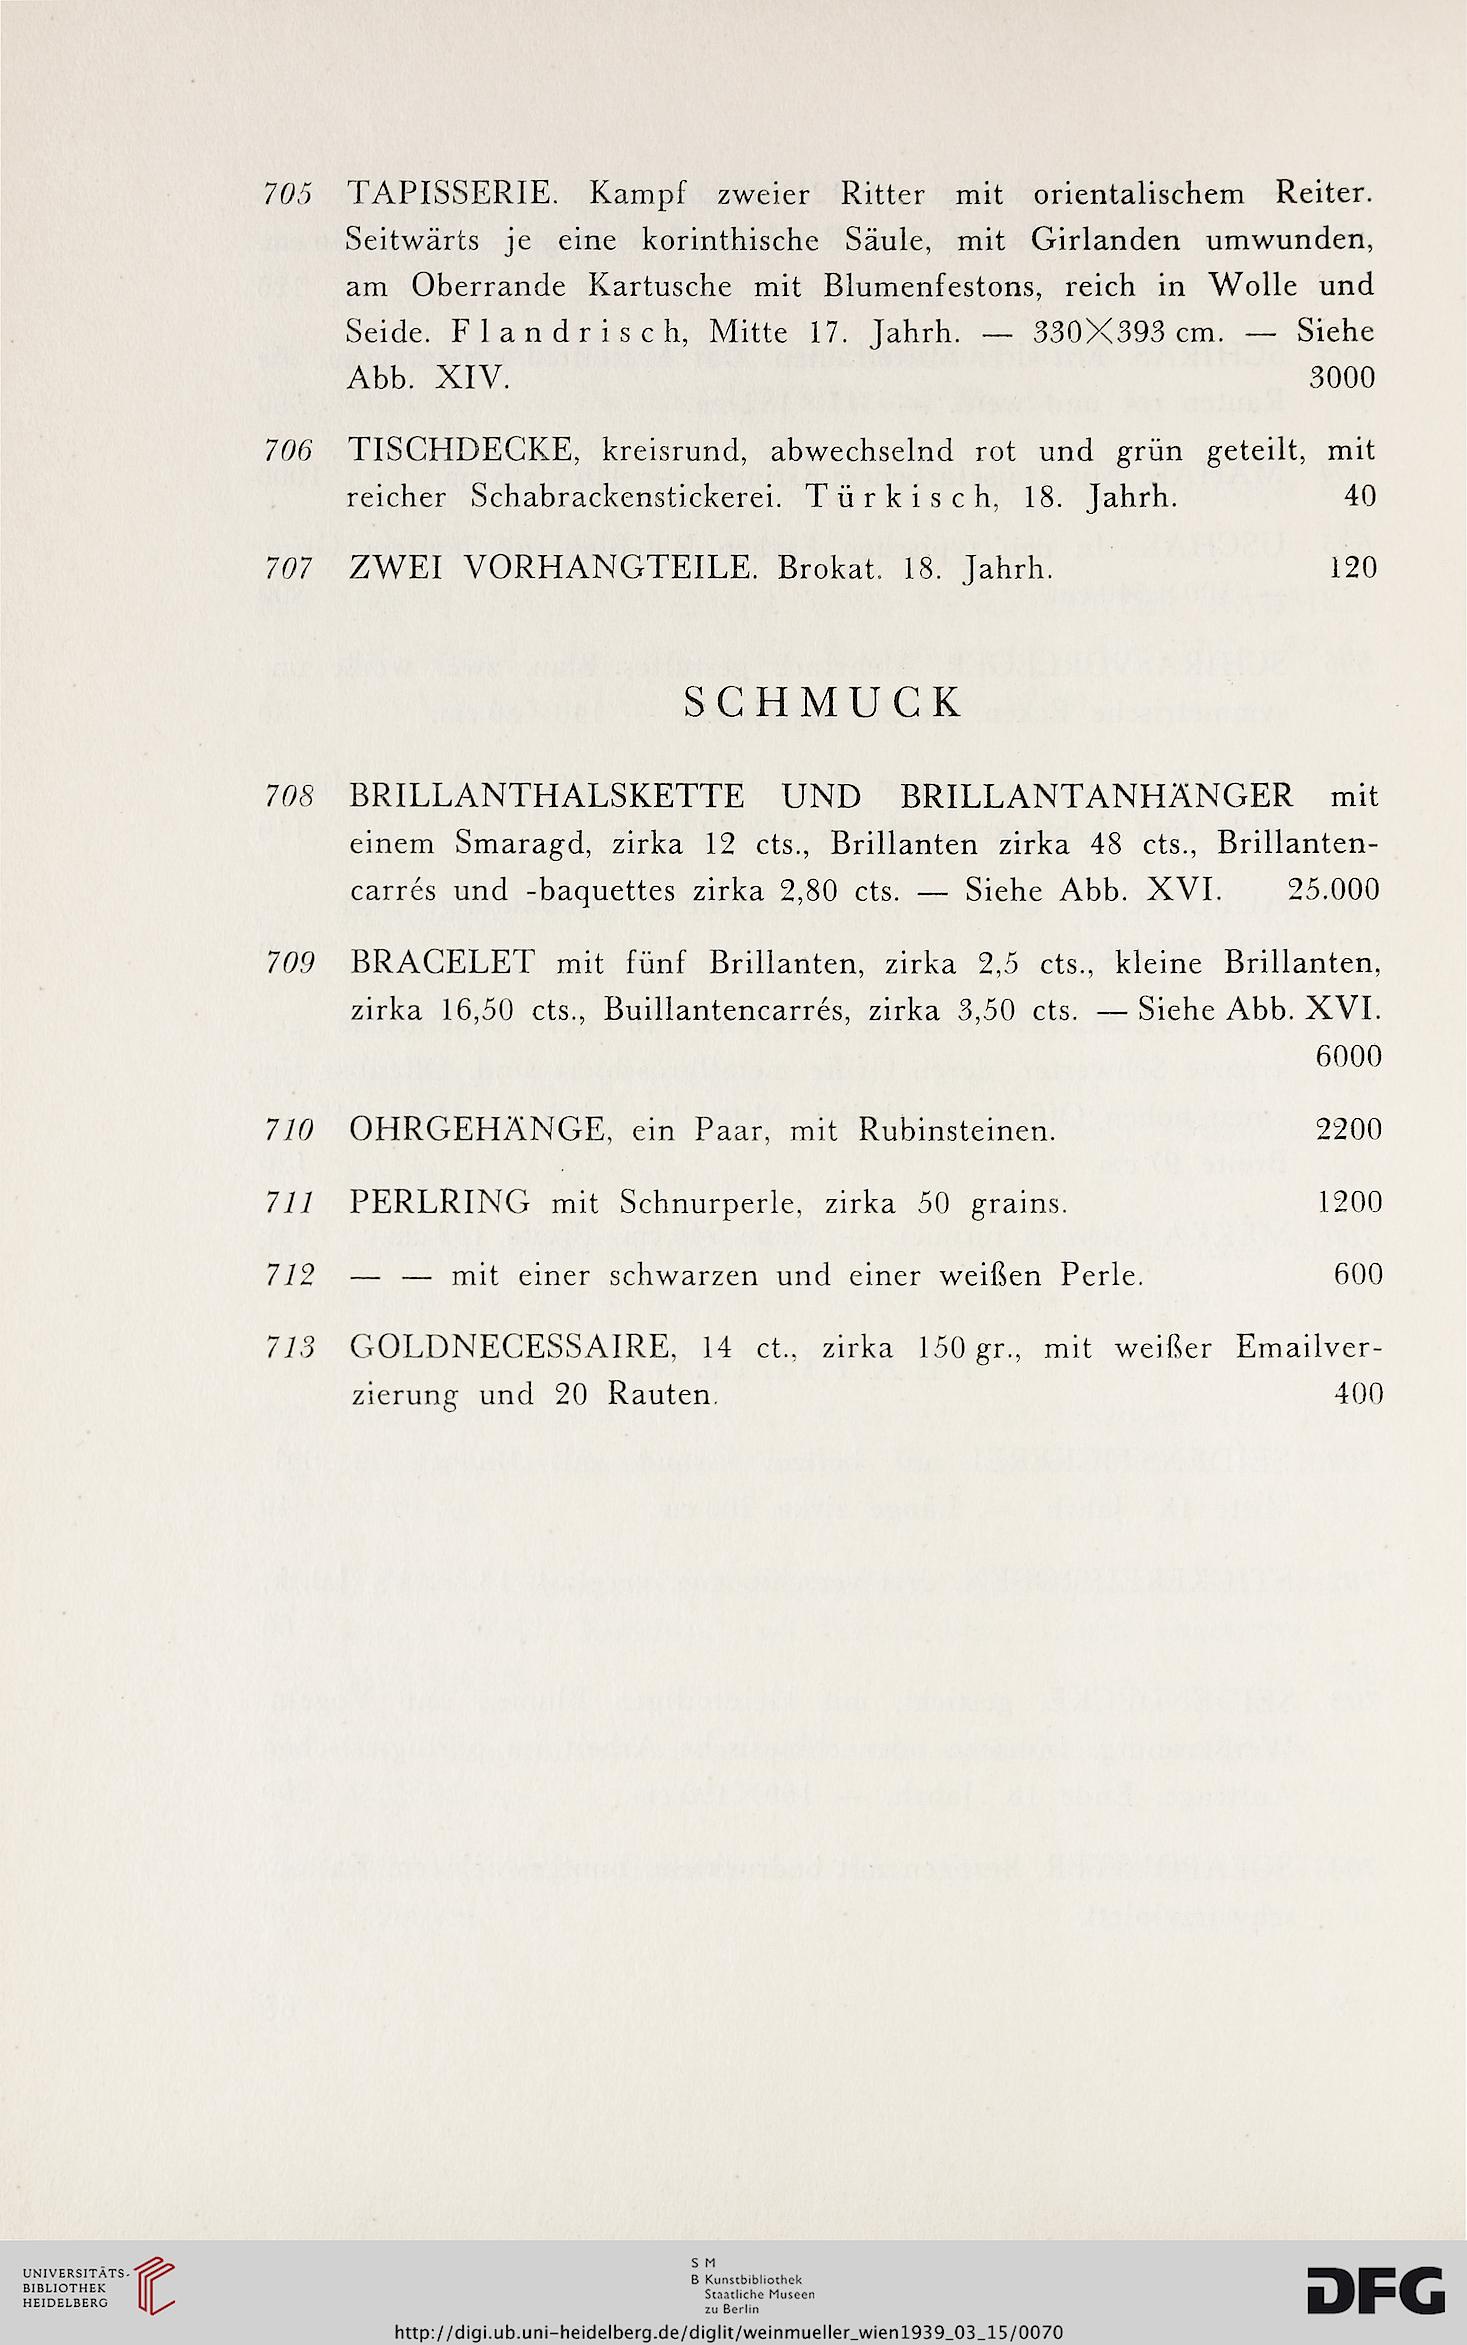 705 TAPISSERIE. Kampf zweier Ritter mit orientalischem Reiter.
Seitwärts je eine korinthische Säule, mit Girlanden umwunden,
am Oberrande Kartusche mit Blumenfestons, reich in Wolle und
Seide. Flandrisch, Mitte 17. Jahrh. — 330×393 cm. — Siehe
Abb. XIV. 3000
706 TISCHDECKE, kreisrund, abwechselnd rot und grün geteilt, mit
reicher Schabrackenstickerei. Türkisch, 18. Jahrh. 40
707 ZWEI VORHANGTEILE. Brokat. 18. Jahrh. 120
SCHMUCK
708 BRILLANTHALSKETTE UND BRILLANTANHÄNGER mit
einem Smaragd, zirka 12 cts., Brillanten zirka 48 cts., Brillanten-
carrés und -baquettes zirka 2,80 cts. — Siehe Abb. XVI. 25.000
709 BRACELET mit fünf Brillanten, zirka 2,5 cts., kleine Brillanten,
zirka 16,50 cts., Buillantencarrés, zirka 3,50 cts. — Siehe Abb. XVI.
6000
710 OHRGEHÄNGE, ein Paar, mit Rubinsteinen. 2200
711 PERLRING mit Schnurperle, zirka 50 grains. 1200
712 — — mit einer schwarzen und einer weißen Perle. 600
713 GOLDNECESSAIRE, 14 ct., zirka 150 gr., mit weißer Emailver-
zierung und 20 Rauten. 400
UNIVERSITÄTS-
BIBLIOTHEK
HEIDELBERG
S M
B Kunstbibliothek
Staatliche Museen
zu Berlin
DFG
http://digi.ub.uni-heidelberg.de/diglit/weinmueller_wien1939_03_15/0070